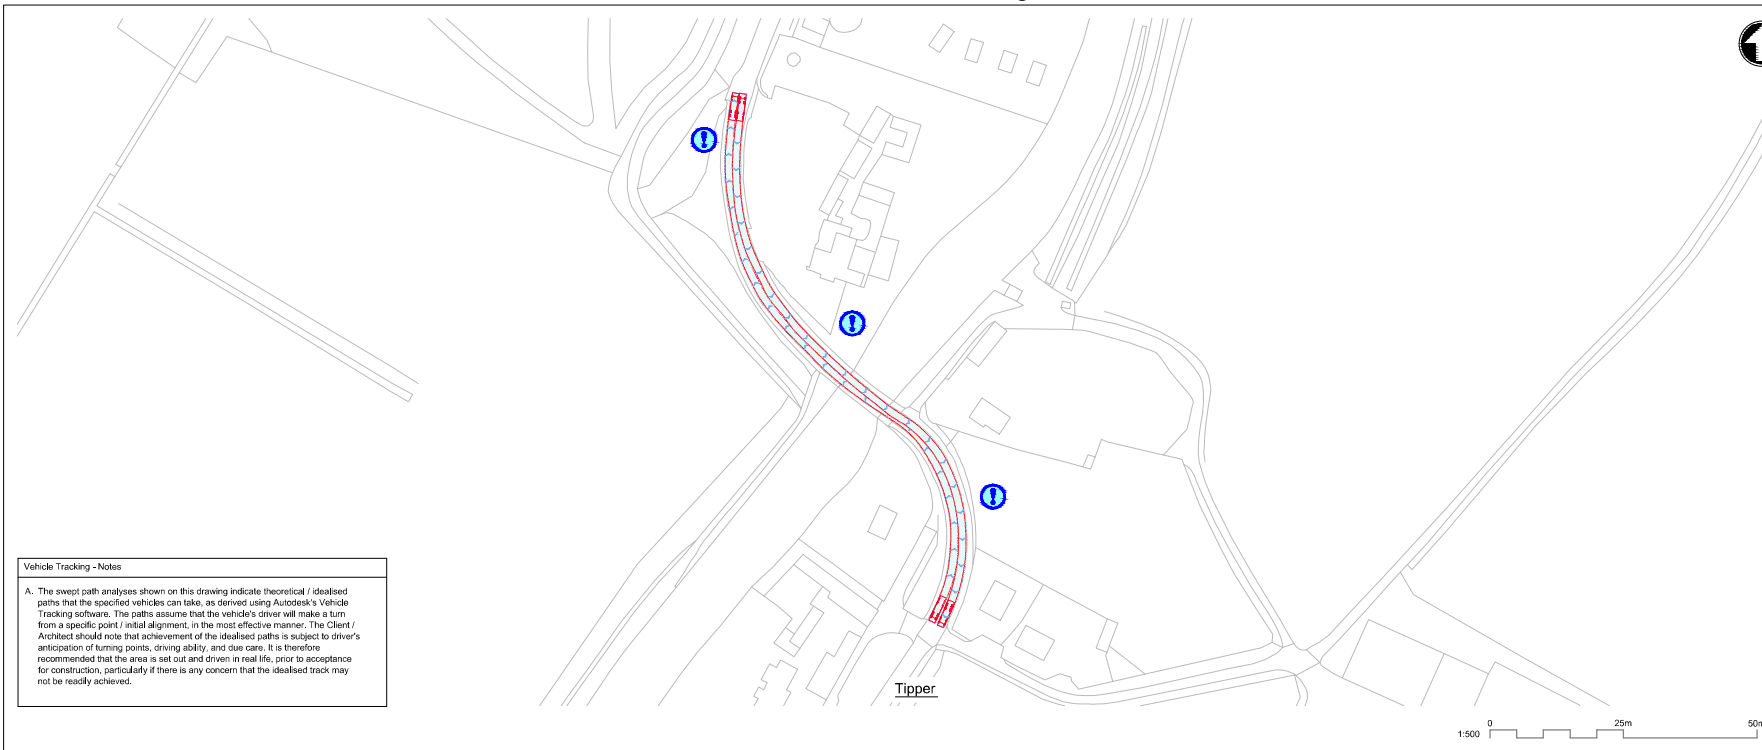 Vehicle Tracking - Notes
A. The swept path analyses shown on this drawing indicate theoretical / idealised
paths that the specified vehicles can take, as derived using Autodesk's Vehicle
Tracking software. The paths assume that the vehicle's driver will make a turn
from a specific point / initial alignment, in the most effective manner. The Client /
Architect should note that achievement of the idealised paths is subject to driver's
anticipation of turning points, driving ability, and due care. It is therefore
recommended that the area is set out and driven in real life, prior to acceptance
for construction, particularly if there is any concern that the idealised track may
not be readily achieved.
Tipper
1:500 0 25m 50m